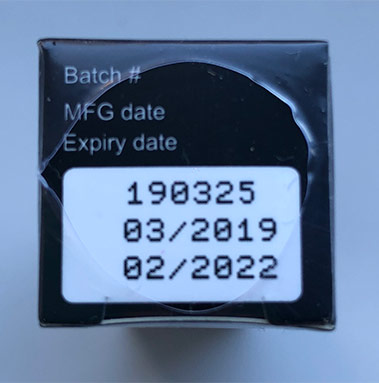 Batch #
MFG date
Expiry date
190325
03/2019
02/2022